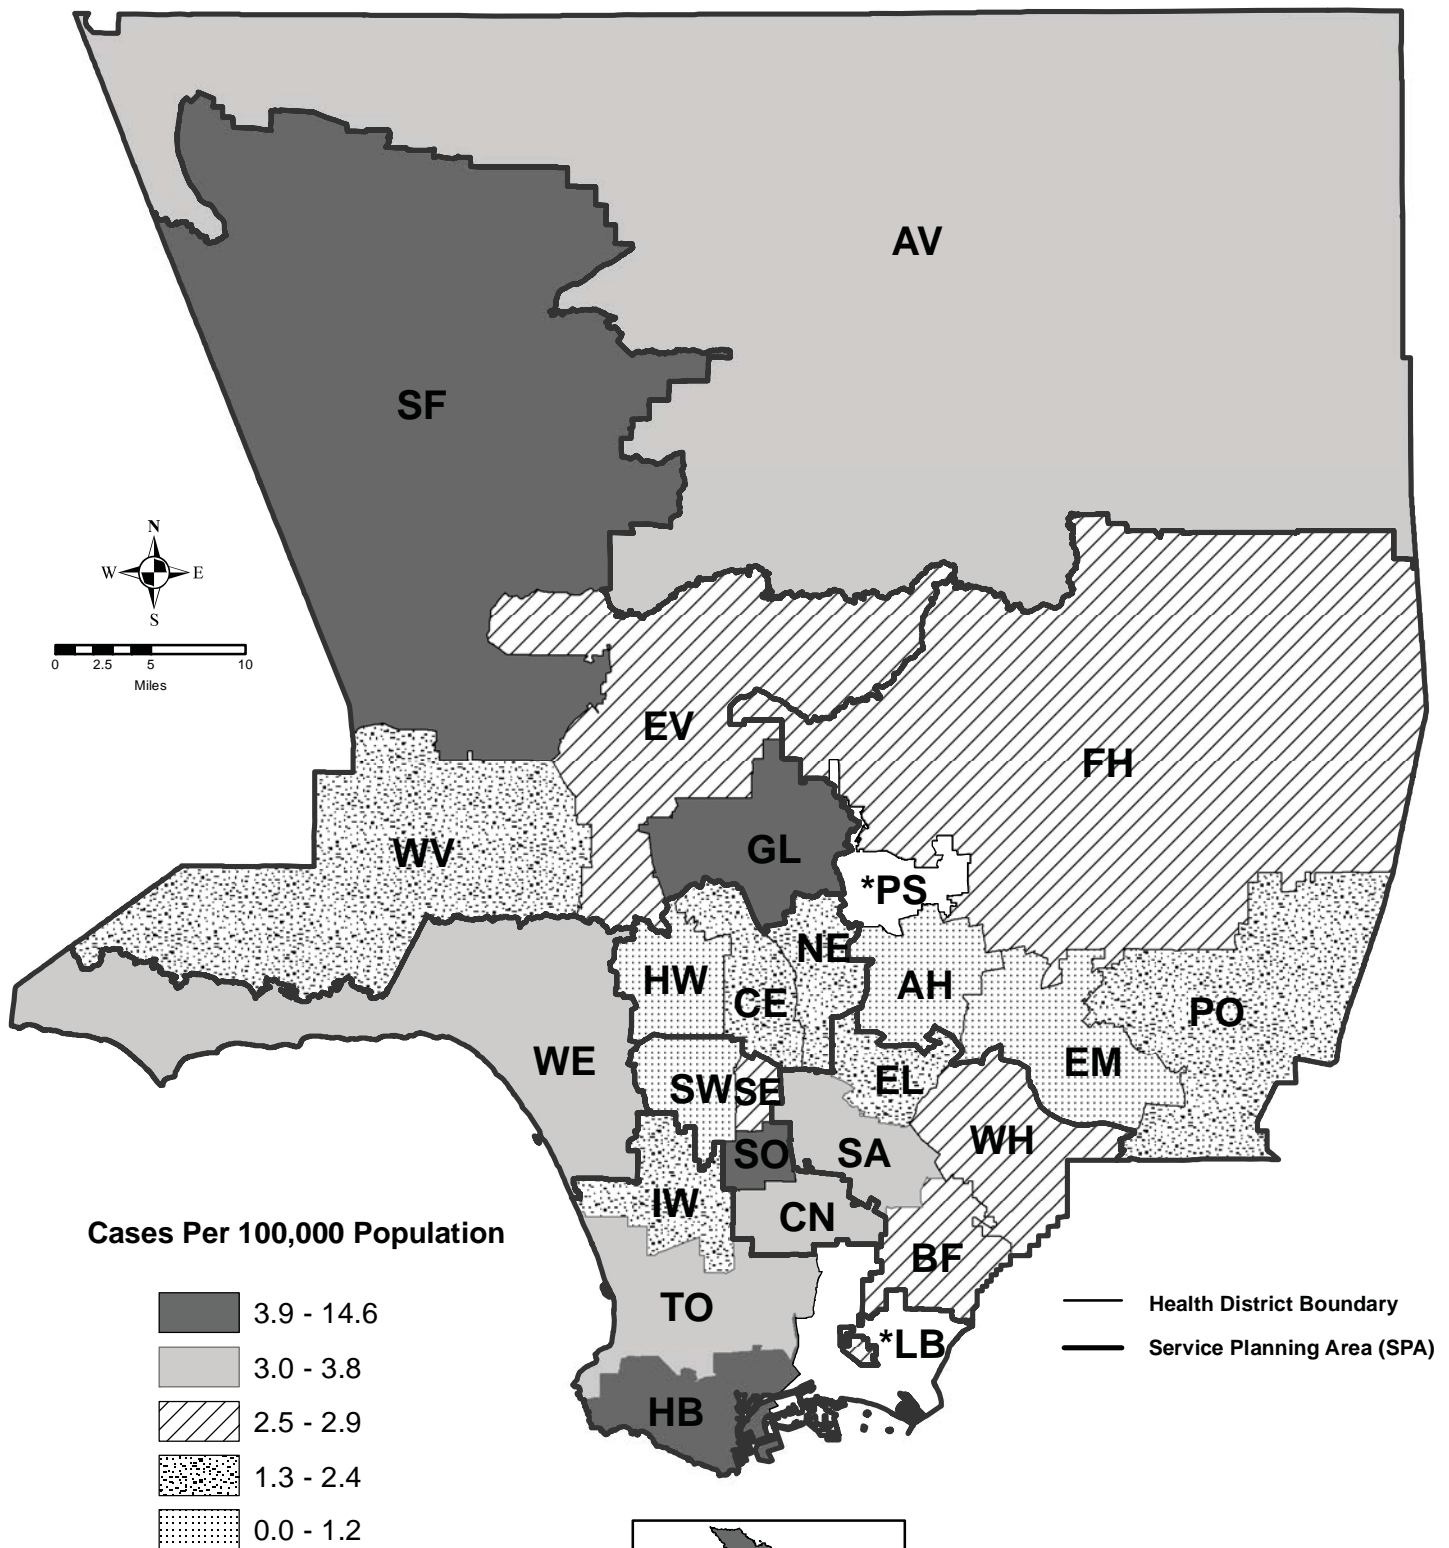 AV
SF
N
W E
S
0 2.5 5 10
Miles
EV
FH
GL
WV
*PS
NE
HW
AH
CE
PO
WE
EM
EL
SW
SE
WH
SO
SA
IW
CN
BF
TO
*LB
HB
Cases Per 100,000 Population
3.9 - 14.6
3.0 - 3.8
2.5 - 2.9
1.3 - 2.4
0.0 - 1.2
Health District Boundary
Service Planning Area (SPA)